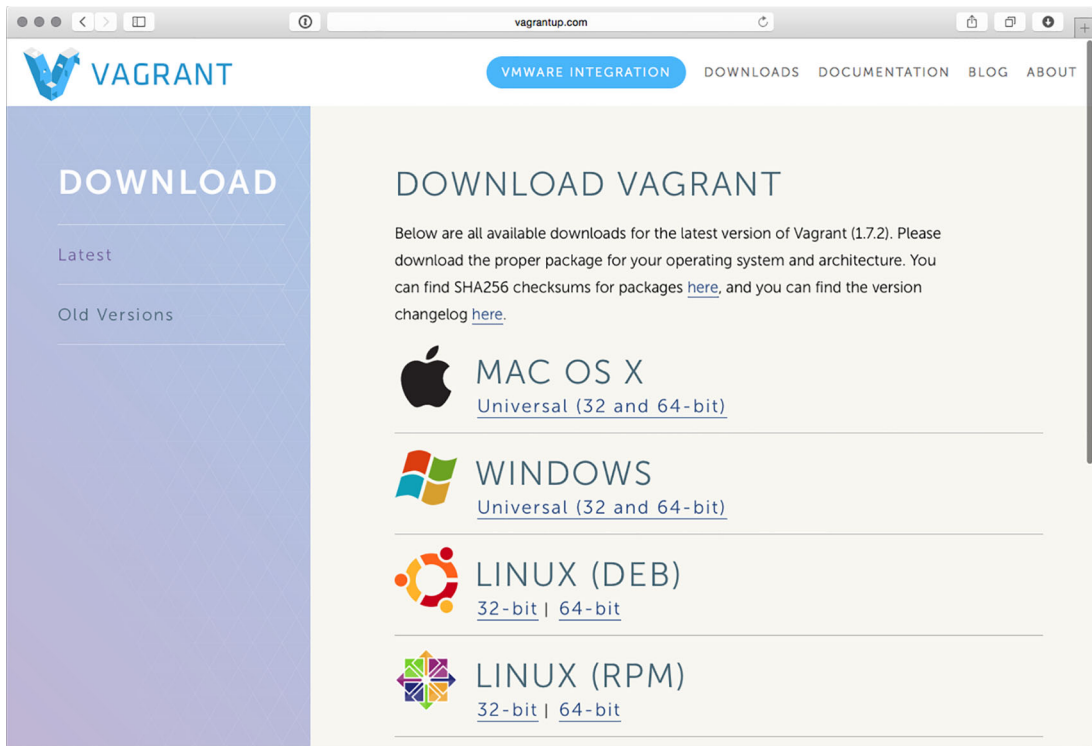 vagrantup.com
VAGRANT
VMWARE INTEGRATION DOWNLOADS DOCUMENTATION BLOG ABOUT
DOWNLOAD
Latest
Old Versions
DOWNLOAD VAGRANT
Below are all available downloads for the latest version of Vagrant (1.7.2). Please
download the proper package for your operating system and architecture. You
can find SHA256 checksums for packages here, and you can find the version
changelog here.
MAC OS X
Universal (32 and 64-bit)
WINDOWS
Universal (32 and 64-bit)
LINUX (DEB)
32-bit | 64-bit
LINUX (RPM)
32-bit | 64-bit